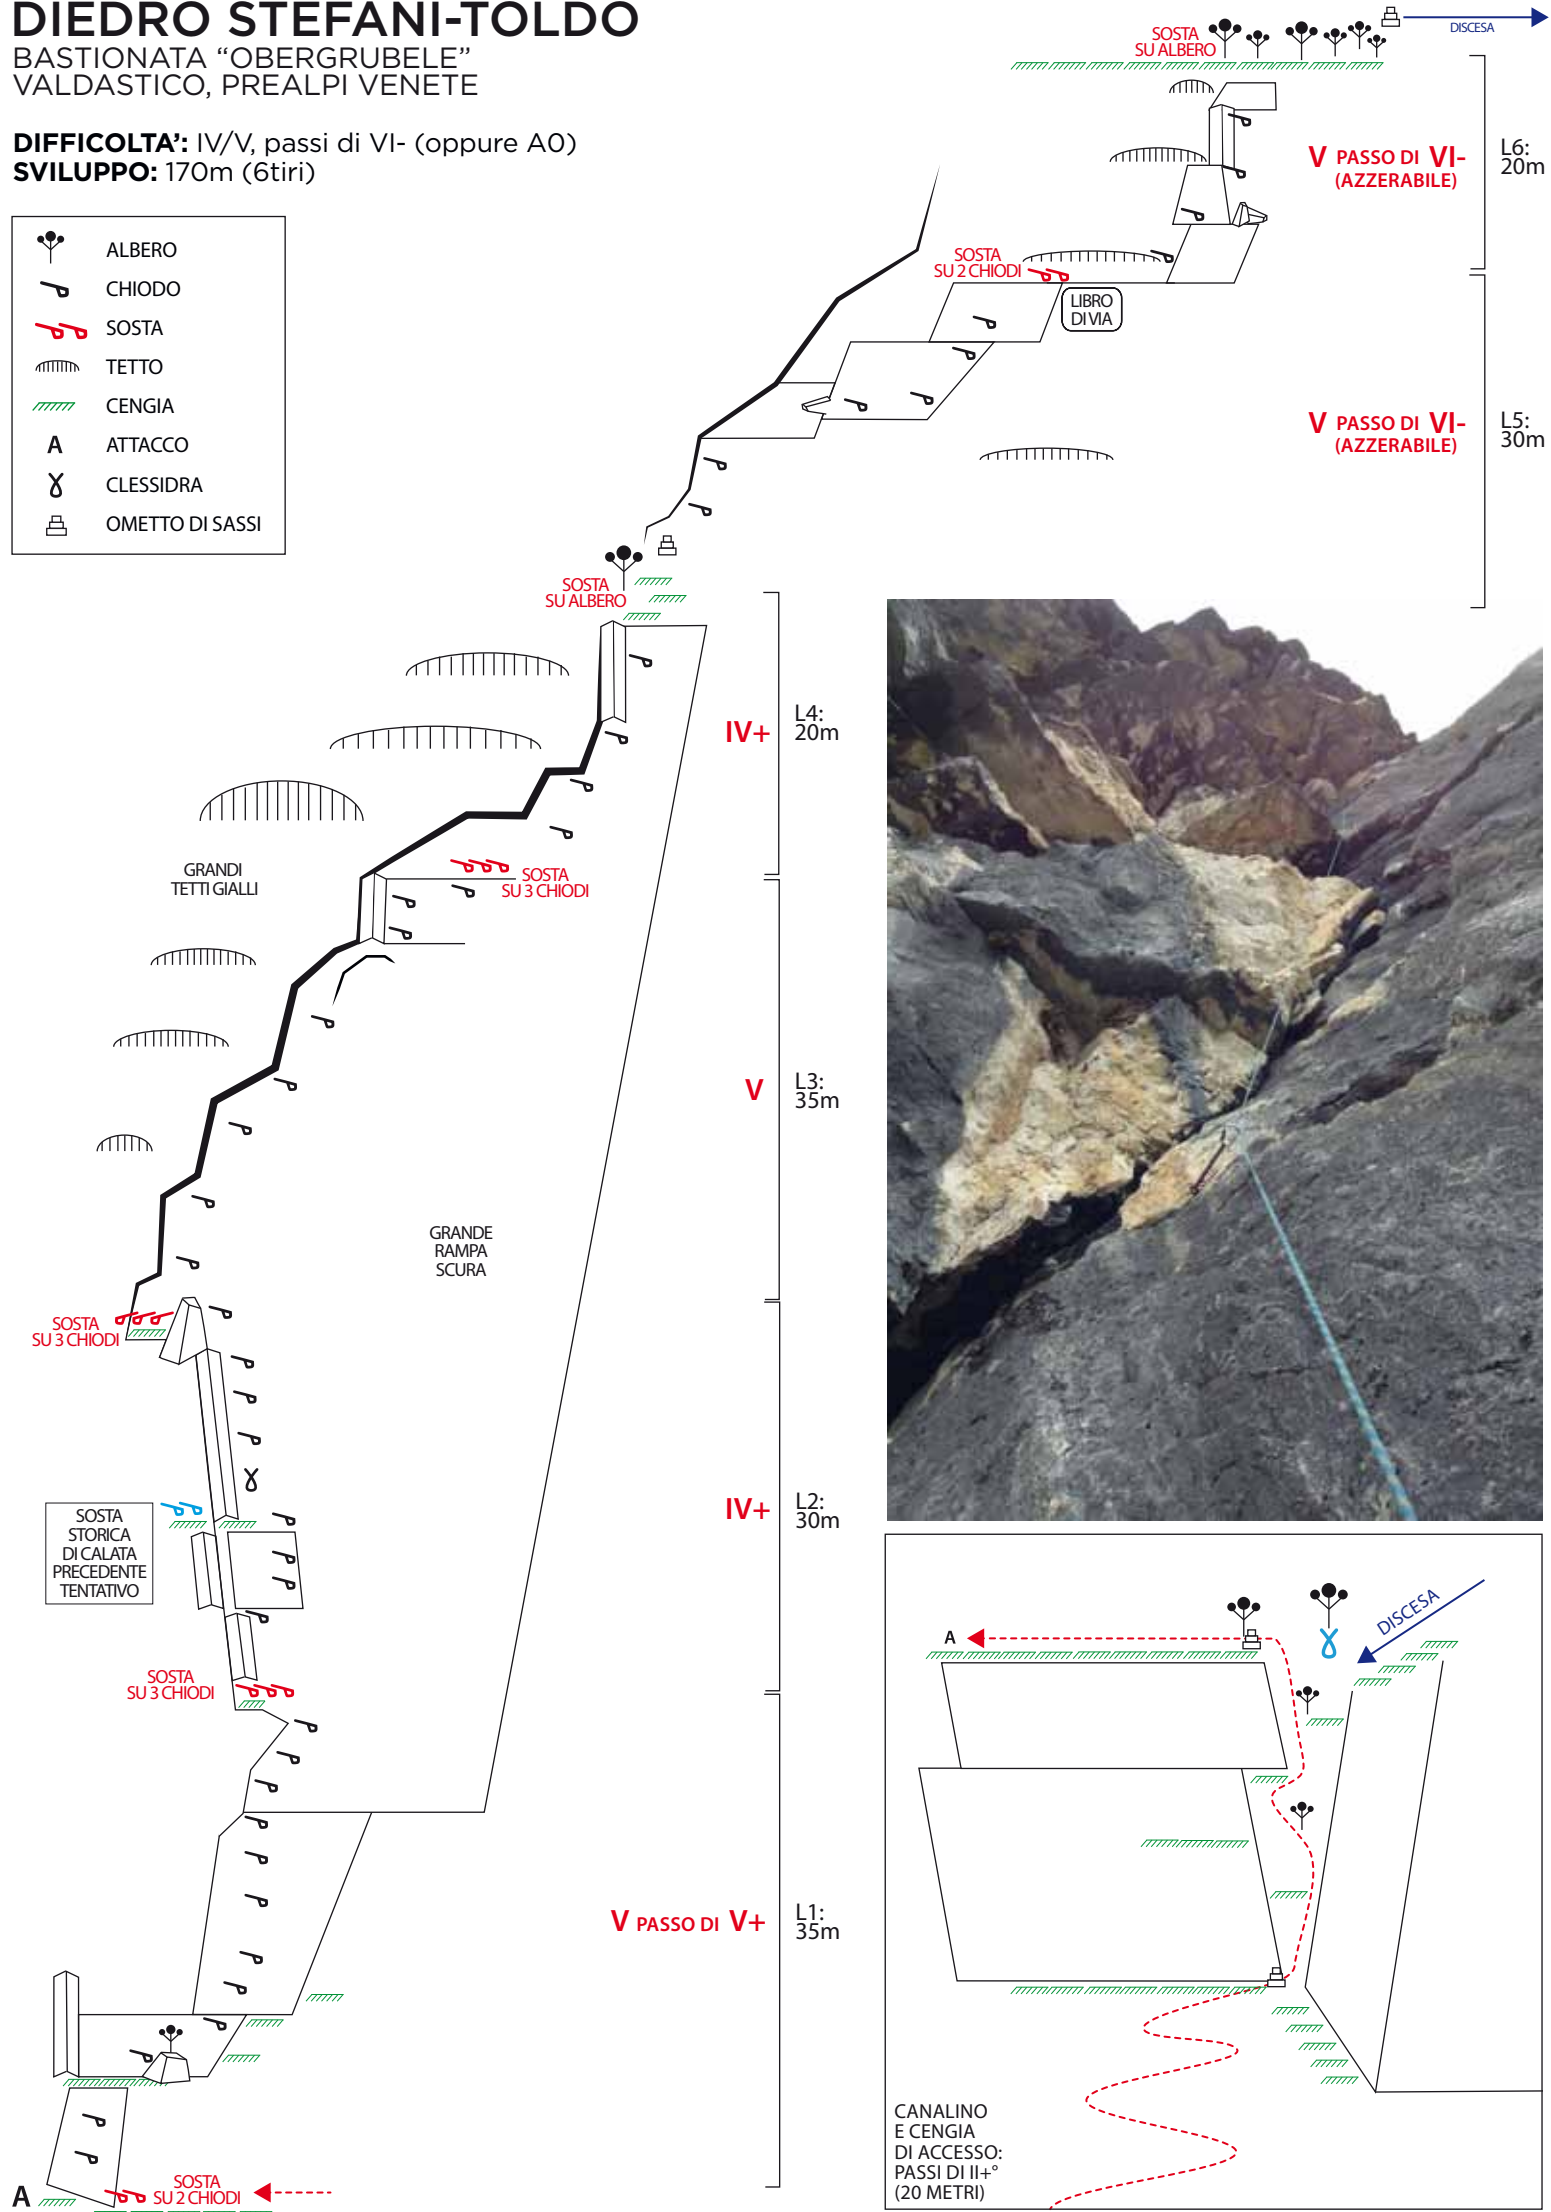 DIEDRO STEFANI-TOLDO
BASTIONATA “OBERGRUBELE”
VALDASTICO, PREALPI VENETE
DIFFICOLTA’: IV/V, passi di VI- (oppure A0)
SVILUPPO: 170m (6tiri)
ALBERO
CHIODO
SOSTA
TETTO
CENGIA
A ATTACCO
CLESSIDRA
OMETTO DI SASSI
DISCESA
SOSTA
SU ALBERO
V PASSO DI VI-
(AZZERABILE)
L6:
20m
SOSTA
SU 2 CHIODI
LIBRO
DI VIA
V PASSO DI VI-
(AZZERABILE)
L5:
30m
SOSTA
SU ALBERO
IV+
L4:
20m
GRANDI
TETTI GIALLI
SOSTA
SU 3 CHIODI
V
L3:
35m
GRANDE
RAMPA
SCURA
SOSTA
SU 3 CHIODI
IV+
L2:
30m
SOSTA
STORICA
DI CALATA
PRECEDENTE
TENTATIVO
SOSTA
SU 3 CHIODI
V PASSO DI V+
L1:
35m
A
SOSTA
SU 2 CHIODI
A
DISCESA
CANALINO
E CENGIA
DI ACCESSO:
PASSI DI II+°
(20 METRI)